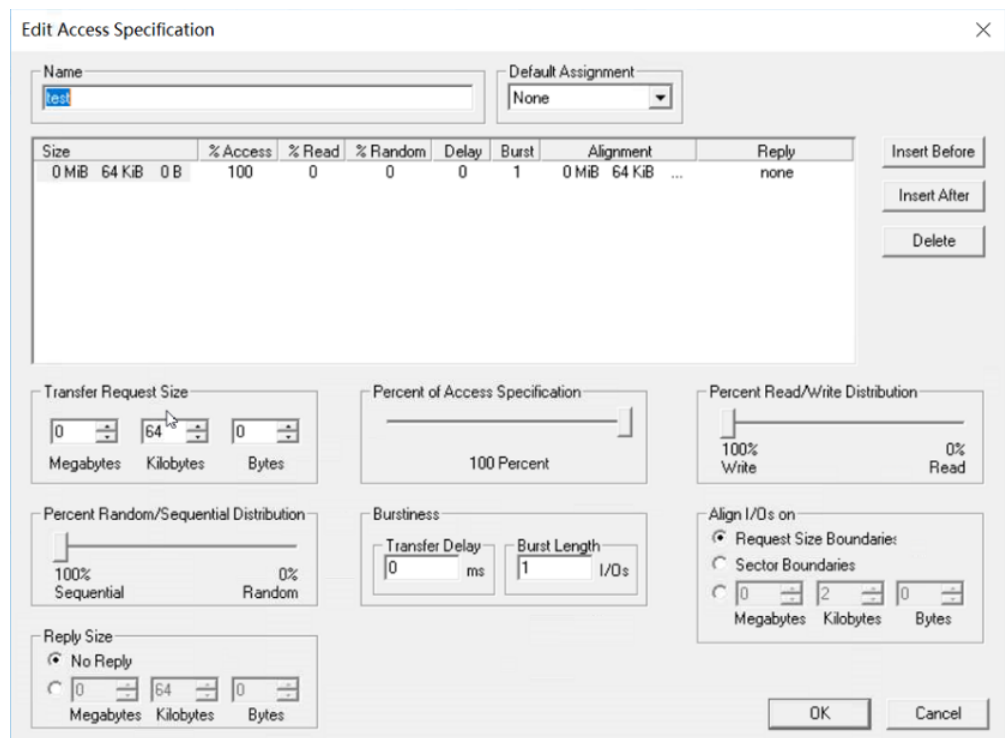 Edit Access Specification
Name
Default Assignment
test
None
Size % Access % Read % Random Delay Burst Alignment Reply
0 MiB 64 KiB 0 B 100 0 0 0 1 0 MiB 64 KiB ... none
Insert Before
Insert After
Delete
Transfer Request Size
0 64 0
Megabytes Kilobytes Bytes
Percent of Access Specification
100 Percent
Percent Read/Write Distribution
100% 0%
Write Read
Percent Random/Sequential Distribution
100% 0%
Sequential Random
Burstiness
Transfer Delay Burst Length
0 ms 1 I/Os
Align I/Os on
Request Size Boundaries
Sector Boundaries
0 2 0
Megabytes Kilobytes Bytes
Reply Size
No Reply
0 64 0
Megabytes Kilobytes Bytes
OK Cancel